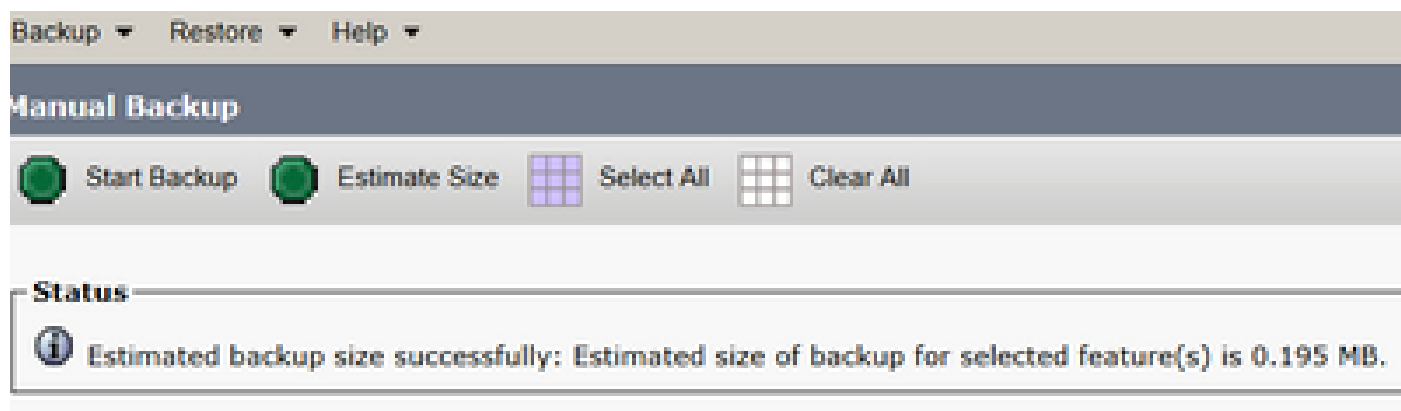 Backup Restore Help
Manual Backup
Start Backup Estimate Size Select All Clear All
Status
Estimated backup size successfully: Estimated size of backup for selected feature(s) is 0.195 MB.